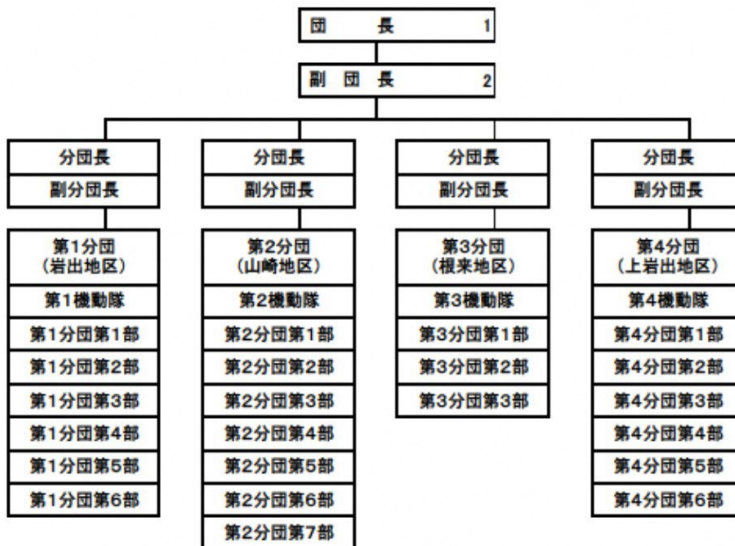 団 長 1
副 団 長 2
分団長
副分団長
第1分団
(岩出地区)
第1機動隊
第1分団第1部
第1分団第2部
第1分団第3部
第1分団第4部
第1分団第5部
第1分団第6部
分団長
副分団長
第2分団
(山崎地区)
第2機動隊
第2分団第1部
第2分団第2部
第2分団第3部
第2分団第4部
第2分団第5部
第2分団第6部
第2分団第7部
分団長
副分団長
第3分団
(根来地区)
第3機動隊
第3分団第1部
第3分団第2部
第3分団第3部
分団長
副分団長
第4分団
(上岩出地区)
第4機動隊
第4分団第1部
第4分団第2部
第4分団第3部
第4分団第4部
第4分団第5部
第4分団第6部